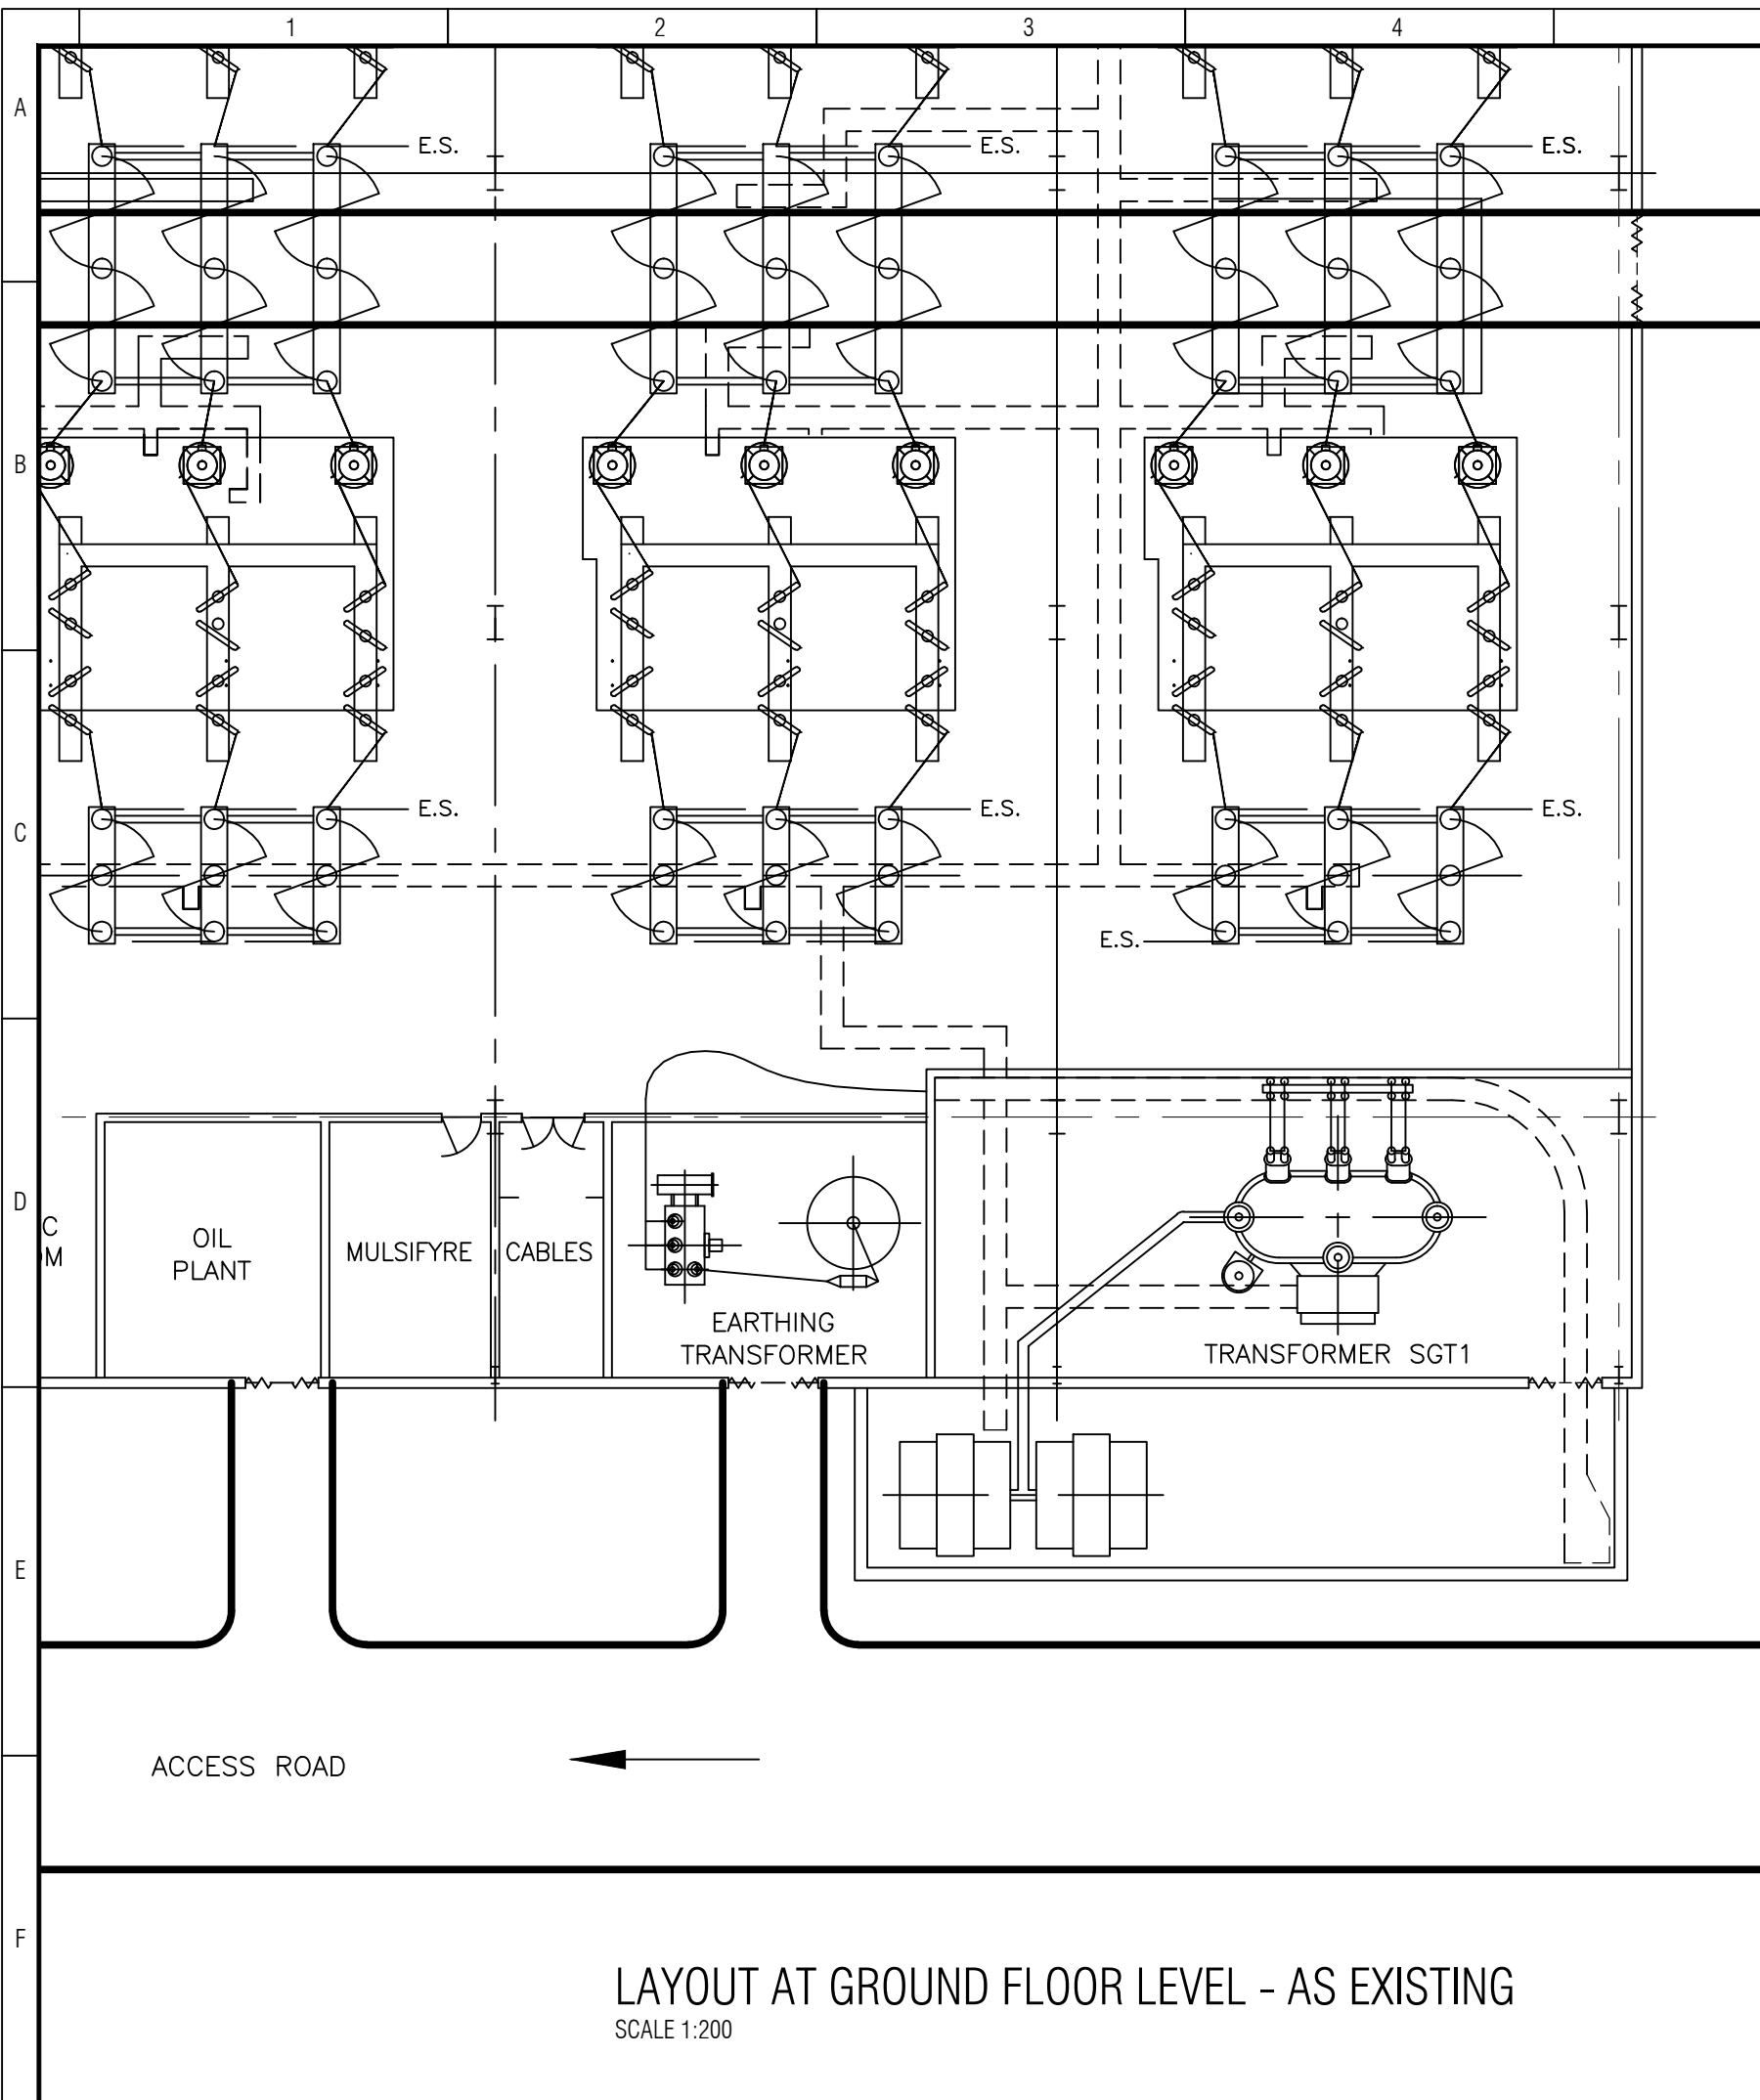 1 2 3 4
A
E.S. E.S. E.S.
B
E.S. E.S. E.S.
C
E.S.
D
C
OM
OIL
PLANT
MULSIFYRE
CABLES
EARTHING
TRANSFORMER
TRANSFORMER SGT1
E
ACCESS ROAD
F
LAYOUT AT GROUND FLOOR LEVEL - AS EXISTING
SCALE 1:200